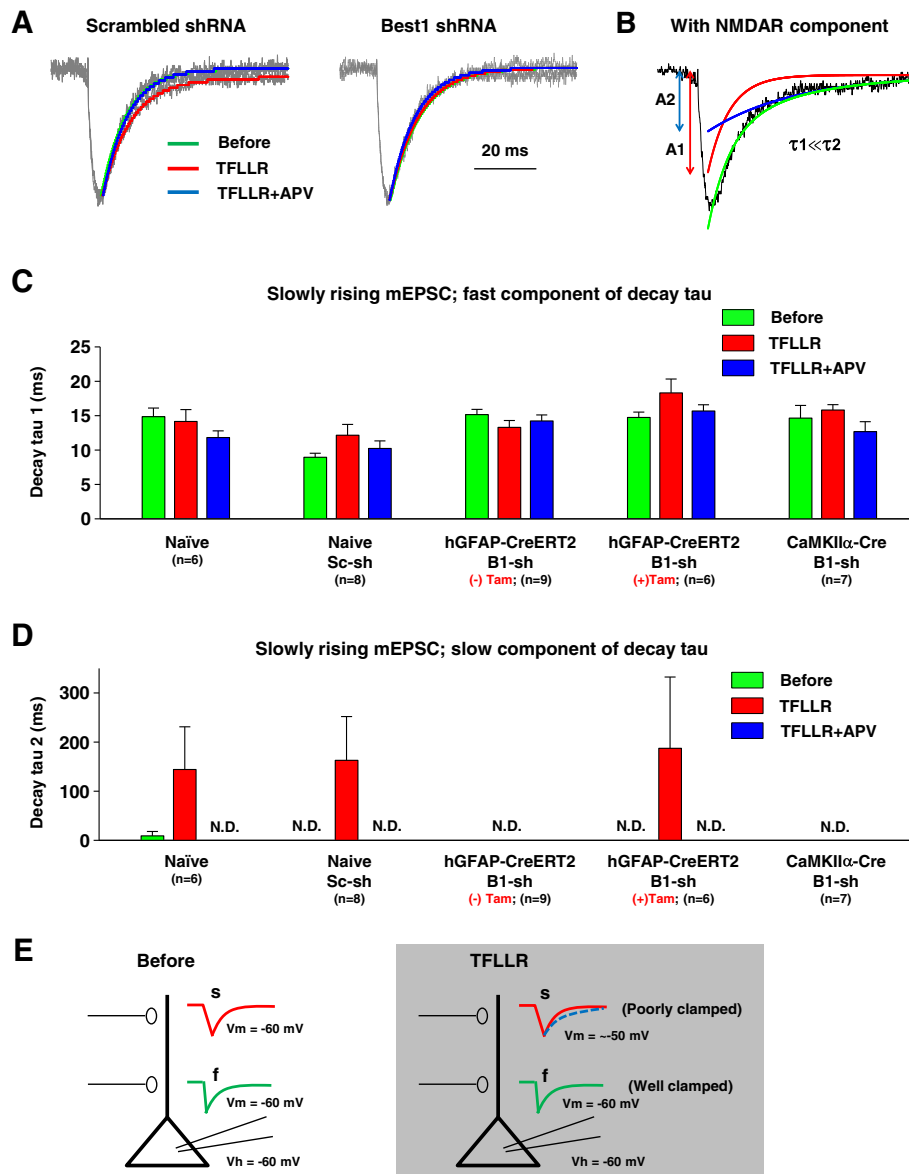 A
Scrambled shRNA
Best1 shRNA
Before
TFLLR
TFLLR+APV
20 ms
B
With NMDAR component
A2
A1
τ1≪τ2
C
Slowly rising mEPSC; fast component of decay tau
Before
TFLLR
TFLLR+APV
Decay tau 1 (ms)
25
20
15
10
5
0
Naïve
(n=6)
Naive
Sc-sh
(n=8)
hGFAP-CreERT2
B1-sh
(-) Tam; (n=9)
hGFAP-CreERT2
B1-sh
(+)Tam; (n=6)
CaMKIIα-Cre
B1-sh
(n=7)
D
Slowly rising mEPSC; slow component of decay tau
Before
TFLLR
TFLLR+APV
Decay tau 2 (ms)
300
200
100
0
N.D.
N.D.
N.D.
N.D.
N.D.
N.D.
N.D.
Naïve
(n=6)
Naive
Sc-sh
(n=8)
hGFAP-CreERT2
B1-sh
(-) Tam; (n=9)
hGFAP-CreERT2
B1-sh
(+)Tam; (n=6)
CaMKIIα-Cre
B1-sh
(n=7)
E
Before
s
Vm = -60 mV
f
Vm = -60 mV
Vh = -60 mV
TFLLR
s
(Poorly clamped)
Vm = ~-50 mV
f
(Well clamped)
Vm = -60 mV
Vh = -60 mV